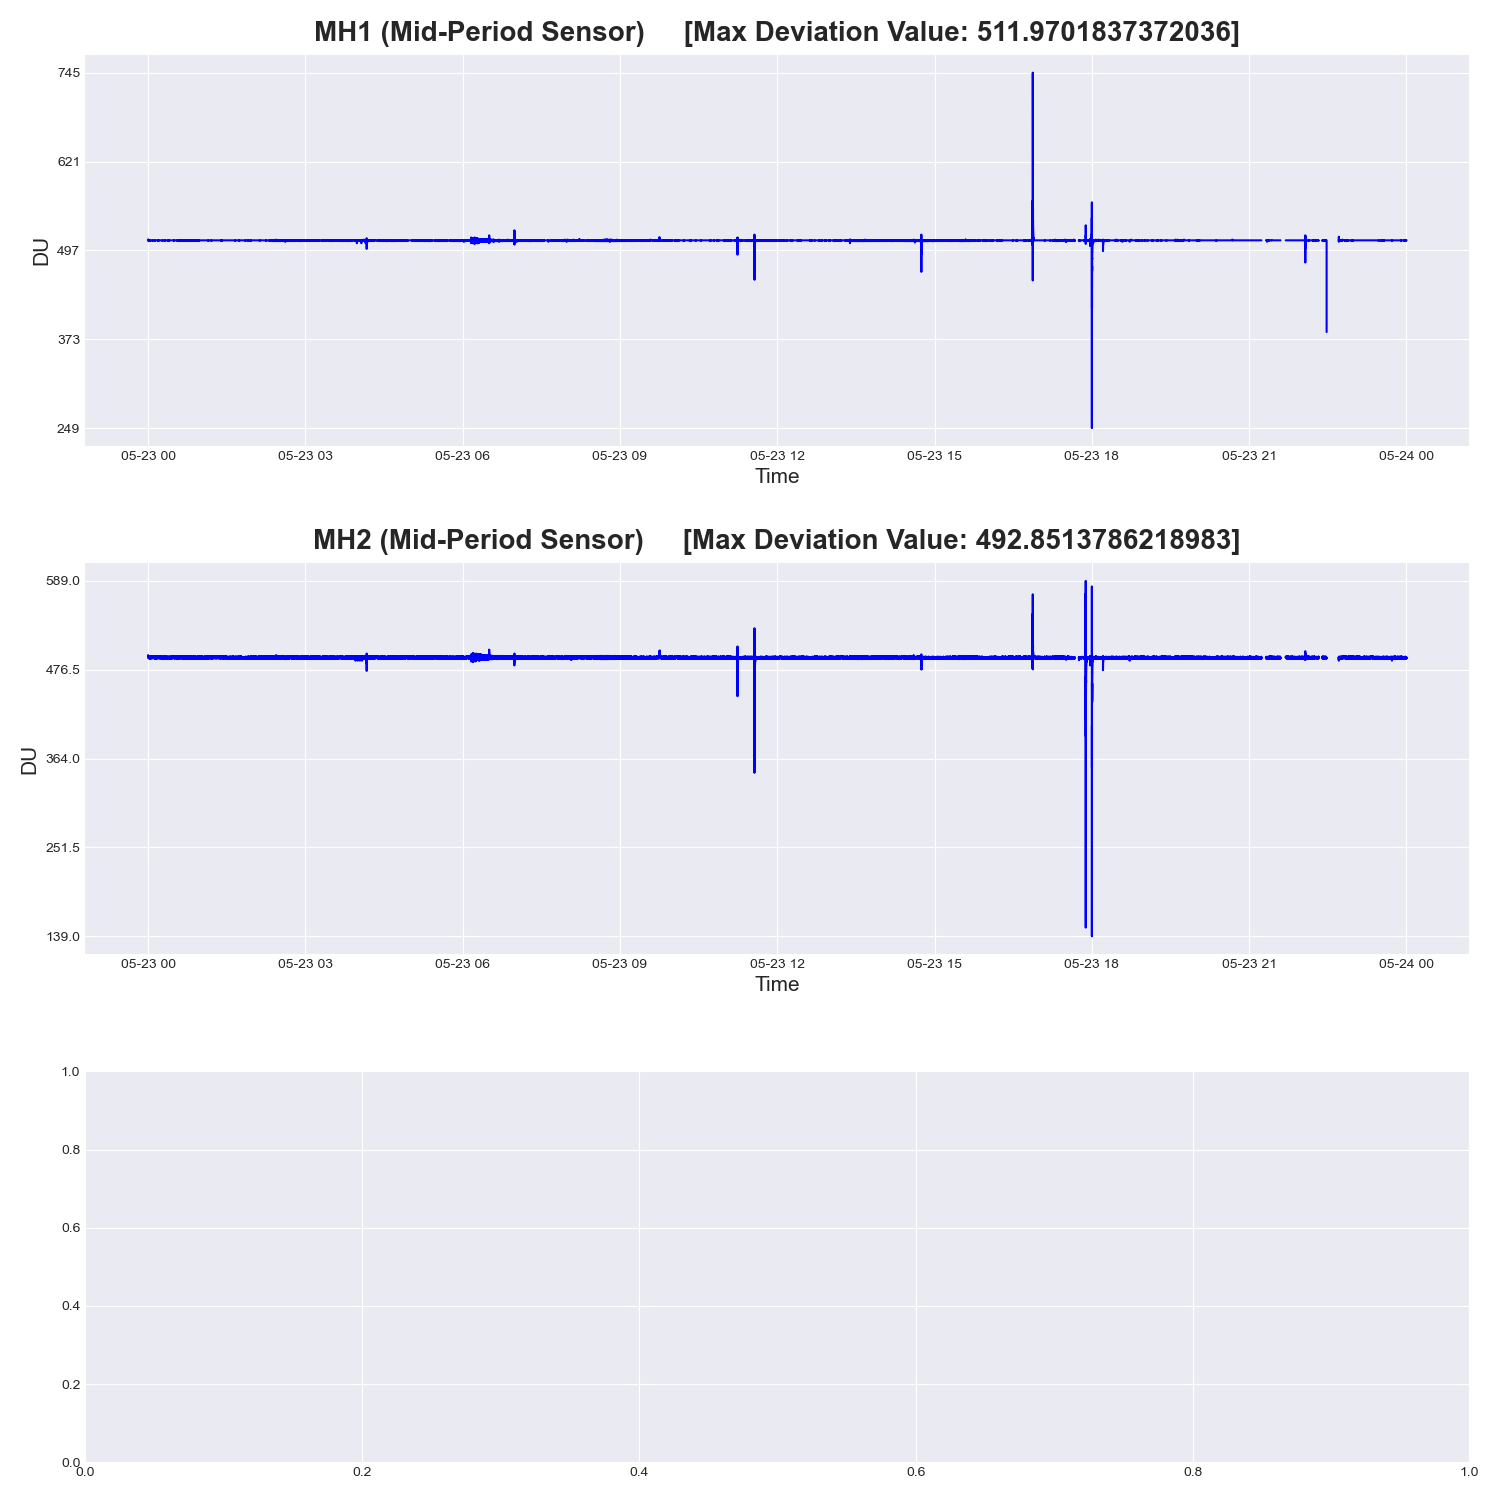 MH1 (Mid-Period Sensor) [Max Deviation Value: 511.9701837372036]
745
621
497
373
249
DU
05-23 00 05-23 03 05-23 06 05-23 09 05-23 12 05-23 15 05-23 18 05-23 21 05-24 00
Time
MH2 (Mid-Period Sensor) [Max Deviation Value: 492.8513786218983]
589.0
476.5
364.0
251.5
139.0
DU
05-23 00 05-23 03 05-23 06 05-23 09 05-23 12 05-23 15 05-23 18 05-23 21 05-24 00
Time
1.0
0.8
0.6
0.4
0.2
0.0
0.0 0.2 0.4 0.6 0.8 1.0